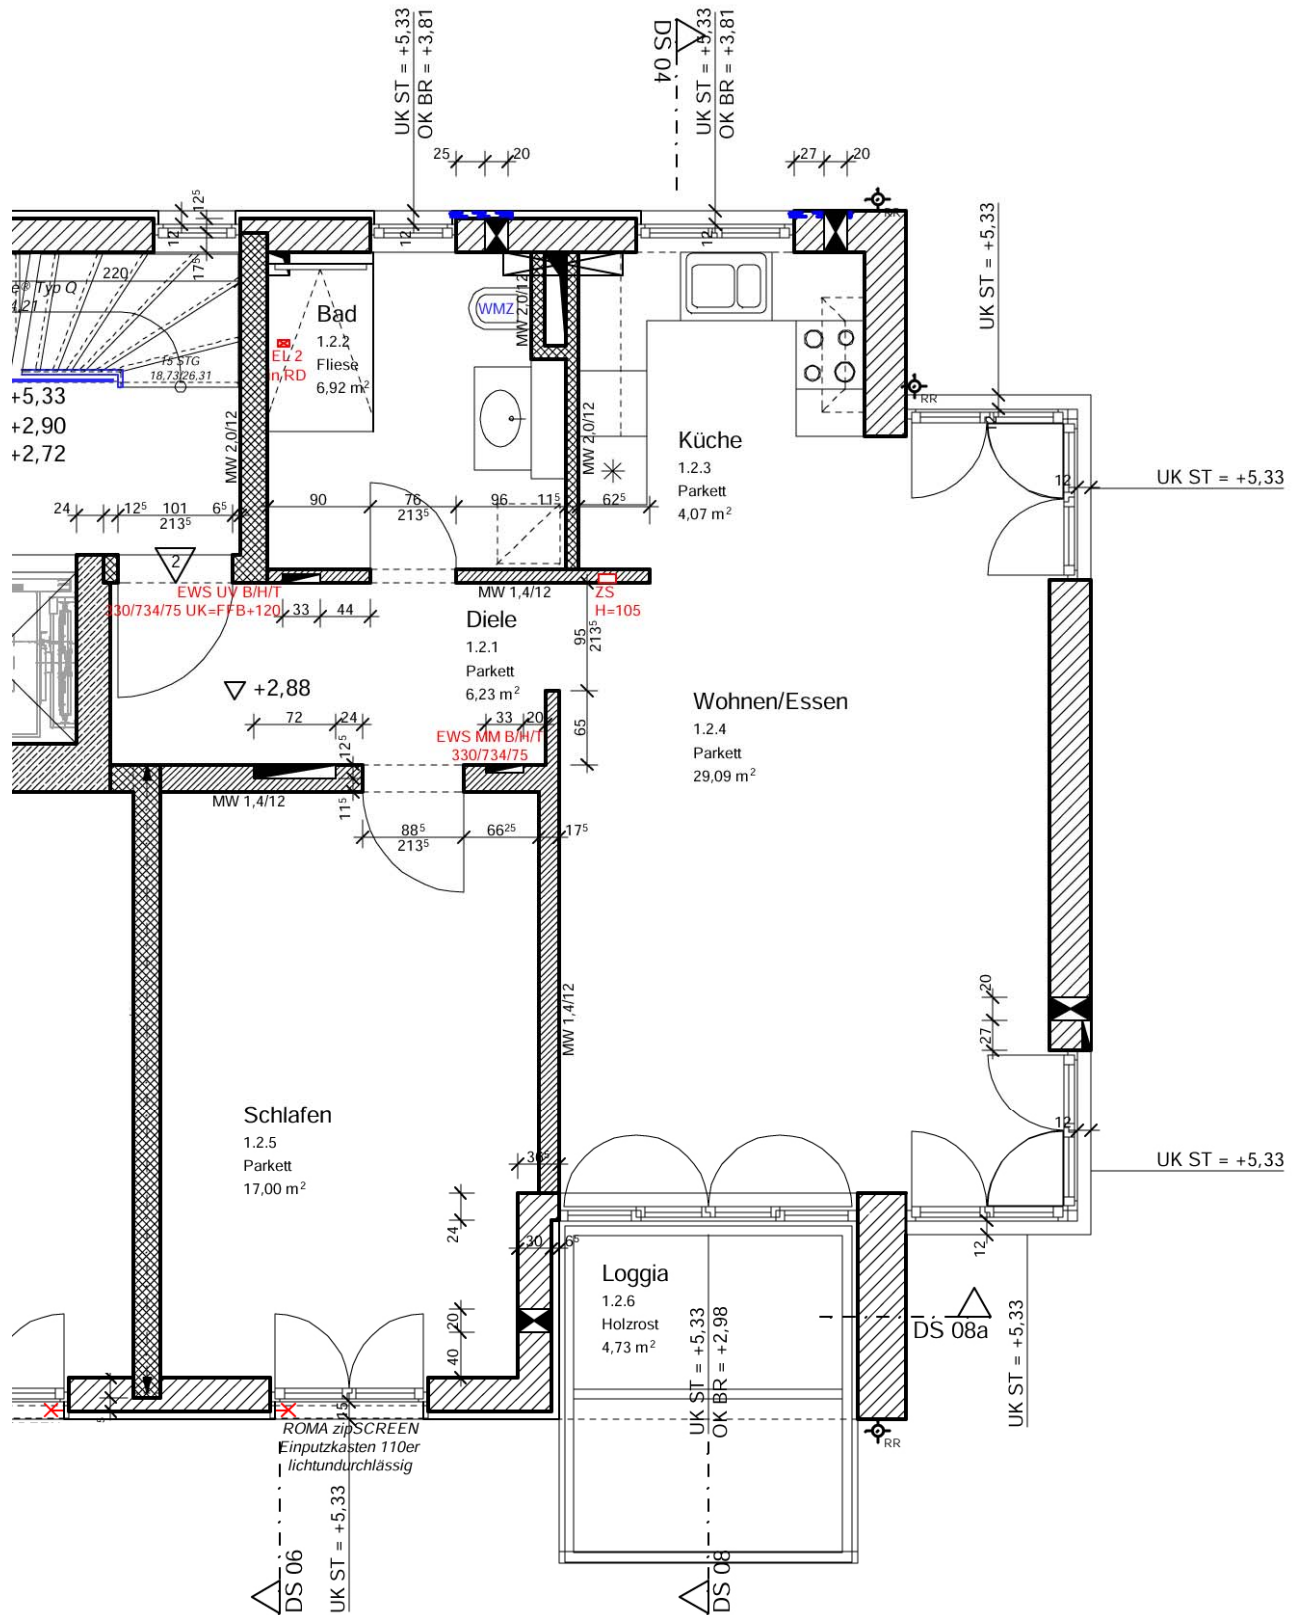 UK ST = +5,33
OK BR = +3,81
DS 04
UK ST = +5,33
OK BR = +3,81
25
20
27
20
RR
12⁵
12
17⁵
12
12
UK ST = +5,33
220
Typ Q
15 STG
18,73/26,31
+5,33
+2,90
+2,72
MW 2,0/12
Bad
1.2.2
Fliese
6,92 m²
WMZ
MW 2,0/12
EL 2
in RD
MW 2,0/12
RR
Küche
1.2.3
Parkett
4,07 m²
12
12
UK ST = +5,33
24
12⁵
101
213⁵
6⁵
90
76
213⁵
96
11⁵
62⁵
2
EWS UV B/H/T
330/734/75 UK=FFB+120
33
44
MW 1,4/12
ZS
H=105
Diele
1.2.1
Parkett
6,23 m²
95
213⁵
65
+2,88
72
24
33
20
EWS MM B/H/T
330/734/75
12⁵
11⁵
MW 1,4/12
88⁵
213⁵
66²⁵
17⁵
Wohnen/Essen
1.2.4
Parkett
29,09 m²
MW 1,4/12
20
27
12
UK ST = +5,33
Schlafen
1.2.5
Parkett
17,00 m²
36⁵
24
30
6⁵
20
40
12
Loggia
1.2.6
Holzrost
4,73 m²
UK ST = +5,33
OK BR = +2,98
DS 08a
UK ST = +5,33
RR
15
ROMA zipSCREEN
Einputzkasten 110er
lichtundurchlässig
UK ST = +5,33
DS 06
DS 08